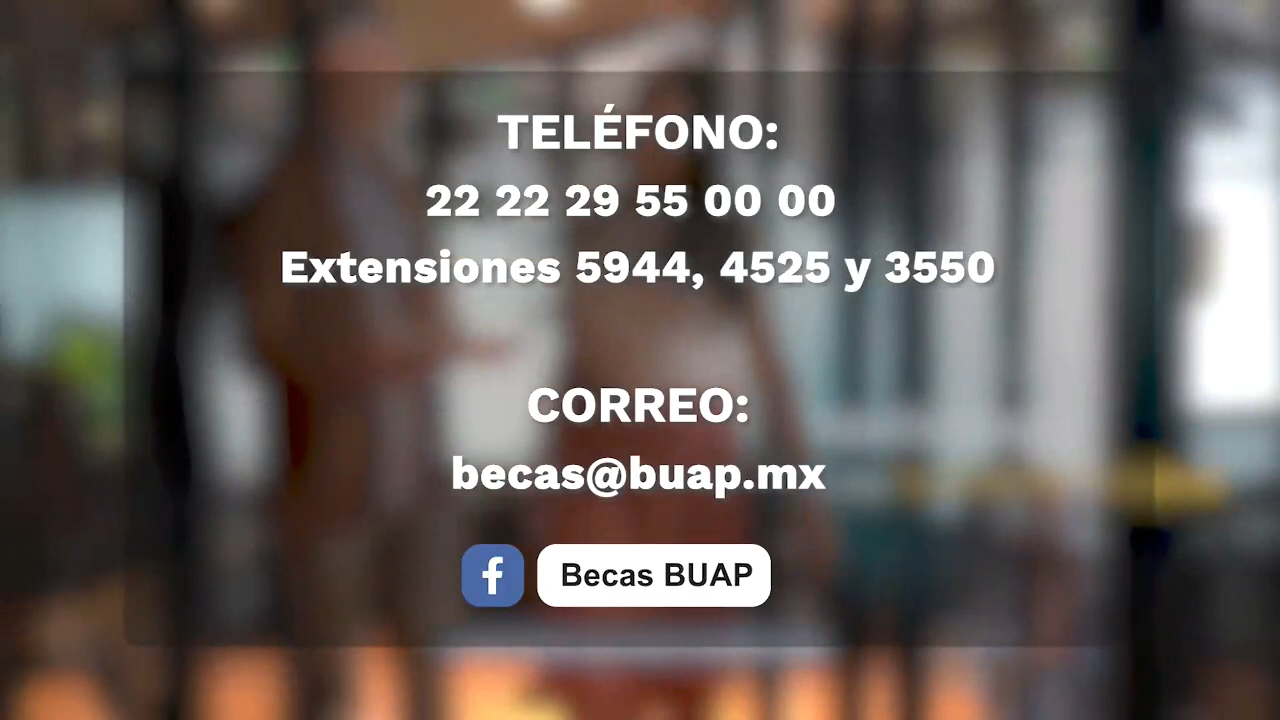 TELÉFONO:
22 22 29 55 00 00
Extensiones 5944, 4525 y 3550
CORREO:
becas@buap.mx
f Becas BUAP